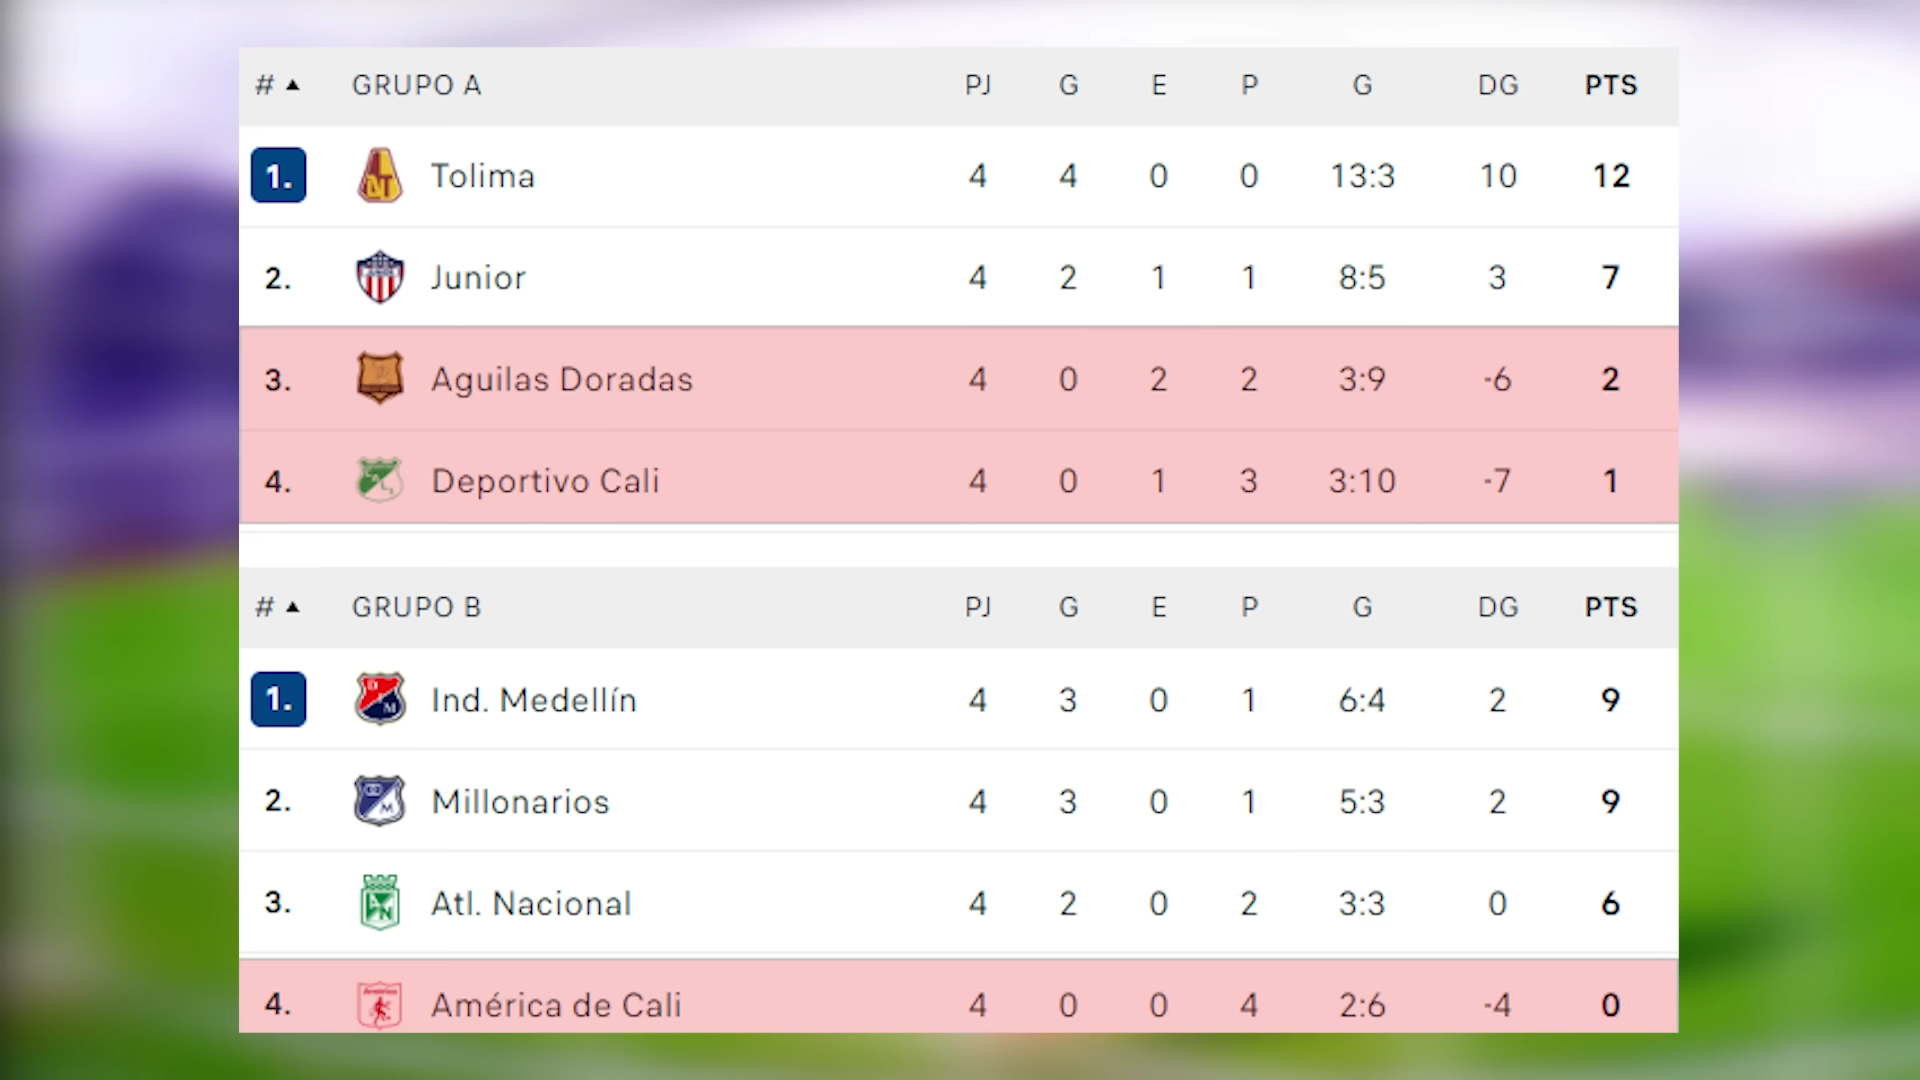 # ▲ GRUPO A PJ G E P G DG PTS
1. Tolima 4 4 0 0 13:3 10 12
2. Junior 4 2 1 1 8:5 3 7
3. Aguilas Doradas 4 0 2 2 3:9 -6 2
4. Deportivo Cali 4 0 1 3 3:10 -7 1
# ▲ GRUPO B PJ G E P G DG PTS
1. Ind. Medellín 4 3 0 1 6:4 2 9
2. Millonarios 4 3 0 1 5:3 2 9
3. Atl. Nacional 4 2 0 2 3:3 0 6
4. América de Cali 4 0 0 4 2:6 -4 0